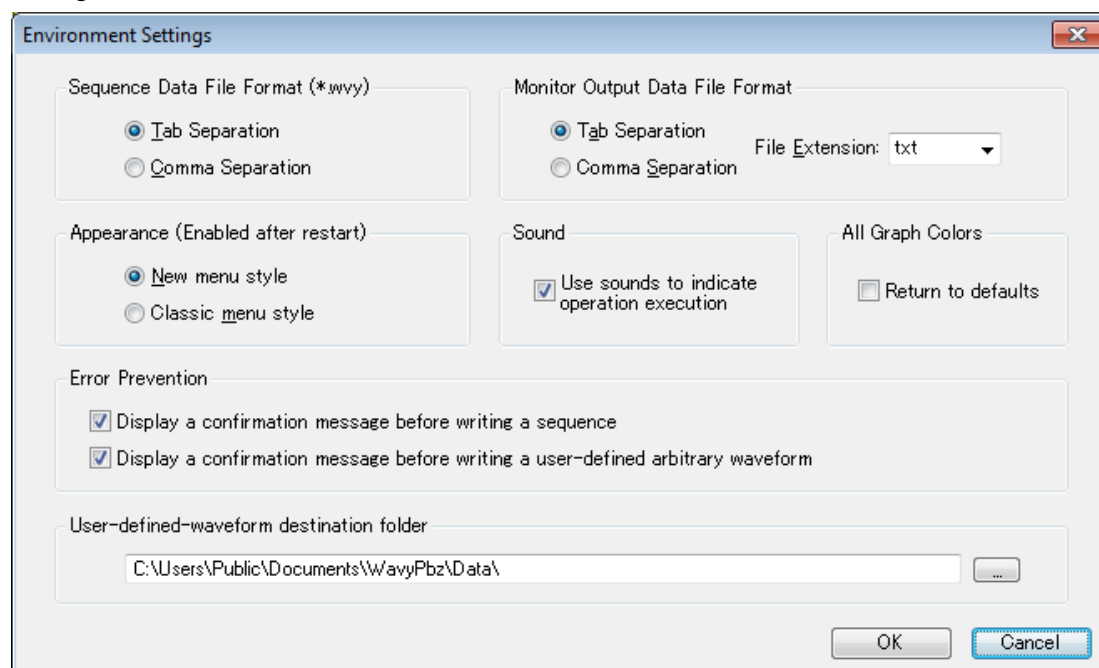 Environment Settings
Sequence Data File Format (*.wvy)
Tab Separation
Comma Separation
Monitor Output Data File Format
Tab Separation
Comma Separation
File Extension: txt
Appearance (Enabled after restart)
New menu style
Classic menu style
Sound
Use sounds to indicate
operation execution
All Graph Colors
Return to defaults
Error Prevention
Display a confirmation message before writing a sequence
Display a confirmation message before writing a user-defined arbitrary waveform
User-defined-waveform destination folder
C:\Users\Public\Documents\WavyPbz\Data\
...
OK
Cancel